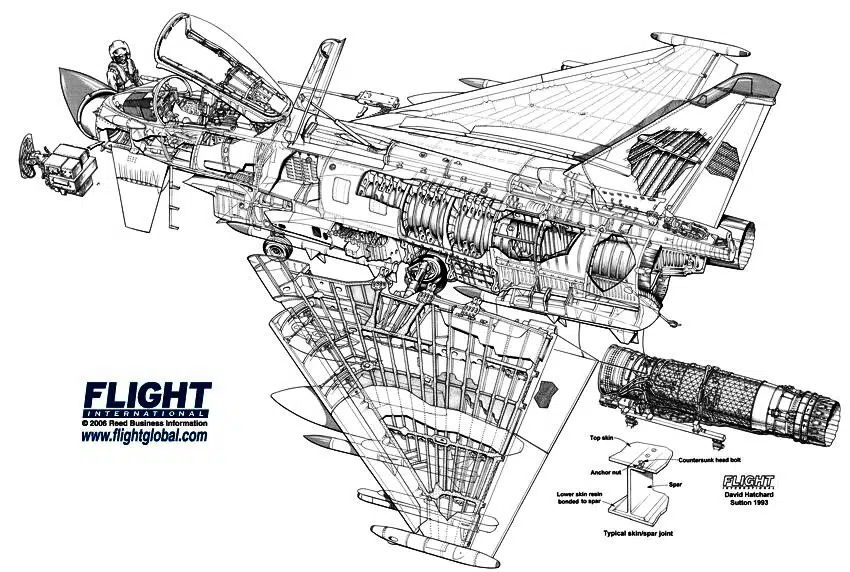 FLIGHT
INTERNATIONAL
© 2006 Reed Business Information
www.flightglobal.com
Top skin
Countersunk head bolt
Anchor nut
Spar
Lower skin resin
bonded to spar
Typical skin/spar joint
FLIGHT
INTERNATIONAL
David Hatchard
Sutton 1993